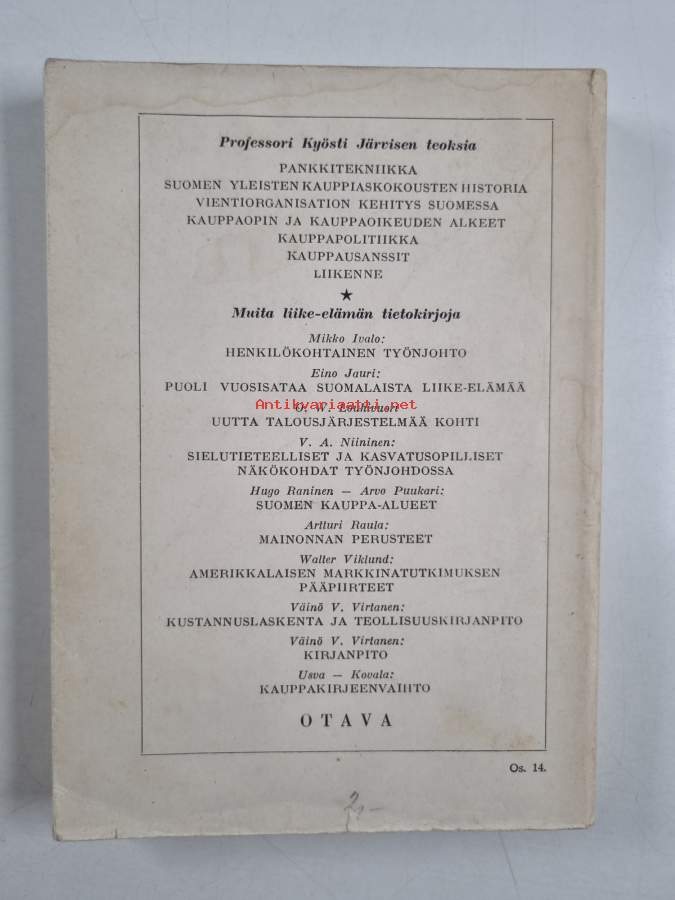 Professori Kyösti Järvisen teoksia
PANKKITEKNIIKKA
SUOMEN YLEISTEN KAUPPIASKOKOUSTEN HISTORIA
VIENTIORGANISATION KEHITYS SUOMESSA
KAUPPAOPIN JA KAUPPAOIKEUDEN ALKEET
KAUPPAPOLITIIKKA
KAUPPAUSANSSIT
LIIKENNE
★
Muita liike-elämän tietokirjoja
Mikko Ivalo:
HENKILÖKOHTAINEN TYÖNJOHTO
Eino Jauri:
PUOLI VUOSISATAA SUOMALAISTA LIIKE-ELÄMÄÄ
Antikvariaatti.net
O. W. Louhivuori
UUTTA TALOUSJÄRJESTELMÄÄ KOHTI
V. A. Niininen:
SIELUTIETEELLISET JA KASVATUSOPILLISET
NÄKÖKOHDAT TYÖNJOHDOSSA
Hugo Raninen — Arvo Puukari:
SUOMEN KAUPPA-ALUEET
Artturi Raula:
MAINONNAN PERUSTEET
Walter Viklund:
AMERIKKALAISEN MARKKINATUTKIMUKSEN
PÄÄPIIRTEET
Väinö V. Virtanen:
KUSTANNUSLASKENTA JA TEOLLISUUSKIRJANPITO
Väinö V. Virtanen:
KIRJANPITO
Usva — Kovala:
KAUPPAKIRJEENVAIHTO
OTAVA
Os. 14.
2,-